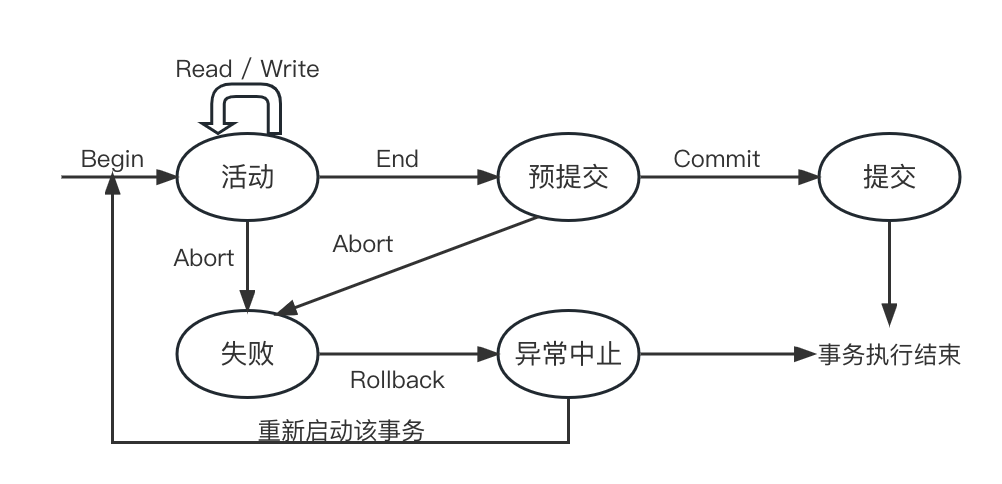 Read / Write
Begin
活动
End
预提交
Commit
提交
Abort
Abort
失败
Rollback
异常中止
事务执行结束
重新启动该事务